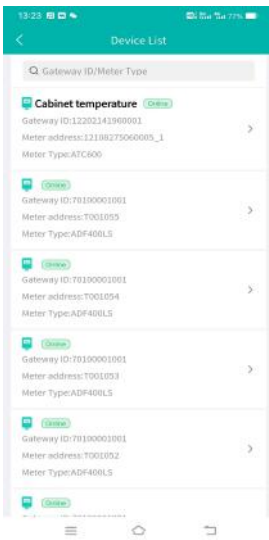 13:23
77%
Device List
Gateway ID/Meter Type
Cabinet temperature Online
Gateway ID:12202141960001
Meter address:12198275060005_1
Meter Type:ATC600
Online
Gateway ID:70100001001
Meter address:T001055
Meter Type:ADF400LS
Online
Gateway ID:70100001001
Meter address:T001054
Meter Type:ADF400LS
Online
Gateway ID:70100001001
Meter address:T001053
Meter Type:ADF400LS
Online
Gateway ID:70100001001
Meter address:T001052
Meter Type:ADF400LS
Online